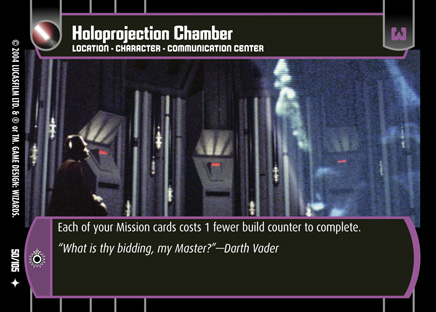 Holoprojection Chamber
LOCATION • CHARACTER • COMMUNICATION CENTER
Each of your Mission cards costs 1 fewer build counter to complete.
“What is thy bidding, my Master?”—Darth Vader
© 2004 LUCASFILM LTD. & ® or TM. GAME DESIGN: WIZARDS.
50/105